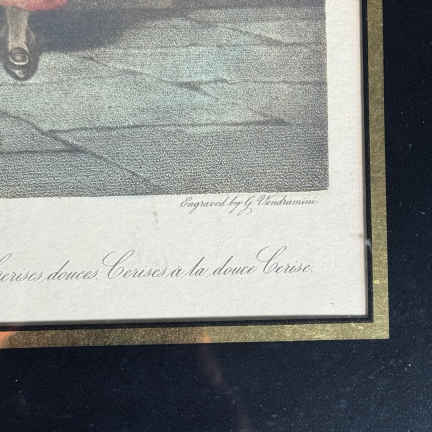 Engraved by G. Vendramini.
Cerises, douces Cerises à la douce Cerise.